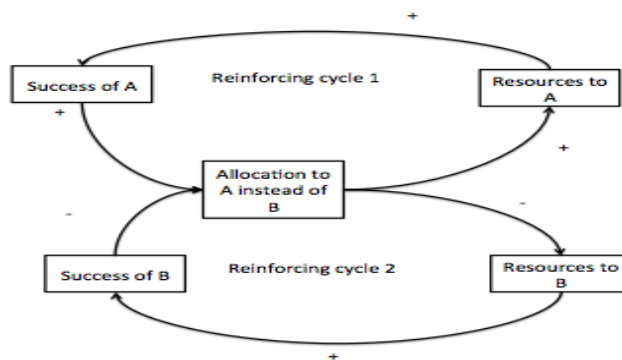 +
Success of A
Reinforcing cycle 1
Resources to
A
+
+
Allocation to
A instead of
B
-
-
Success of B
Reinforcing cycle 2
Resources to
B
+